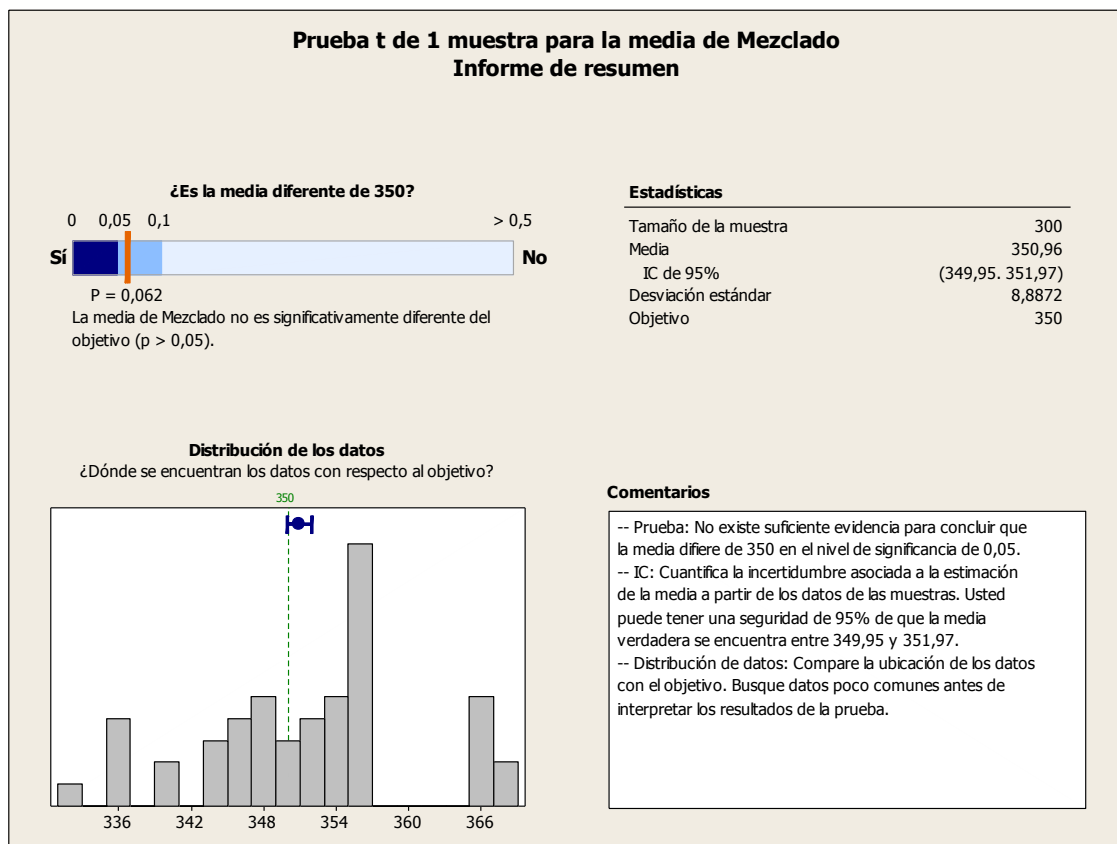 Prueba t de 1 muestra para la media de Mezclado
Informe de resumen
¿Es la media diferente de 350?
0 0,05 0,1 > 0,5
Sí No
P = 0,062
La media de Mezclado no es significativamente diferente del
objetivo (p > 0,05).
Estadísticas
Tamaño de la muestra 300
Media 350,96
IC de 95% (349,95. 351,97)
Desviación estándar 8,8872
Objetivo 350
Distribución de los datos
¿Dónde se encuentran los datos con respecto al objetivo?
350
336 342 348 354 360 366
Comentarios
-- Prueba: No existe suficiente evidencia para concluir que
la media difiere de 350 en el nivel de significancia de 0,05.
-- IC: Cuantifica la incertidumbre asociada a la estimación
de la media a partir de los datos de las muestras. Usted
puede tener una seguridad de 95% de que la media
verdadera se encuentra entre 349,95 y 351,97.
-- Distribución de datos: Compare la ubicación de los datos
con el objetivo. Busque datos poco comunes antes de
interpretar los resultados de la prueba.